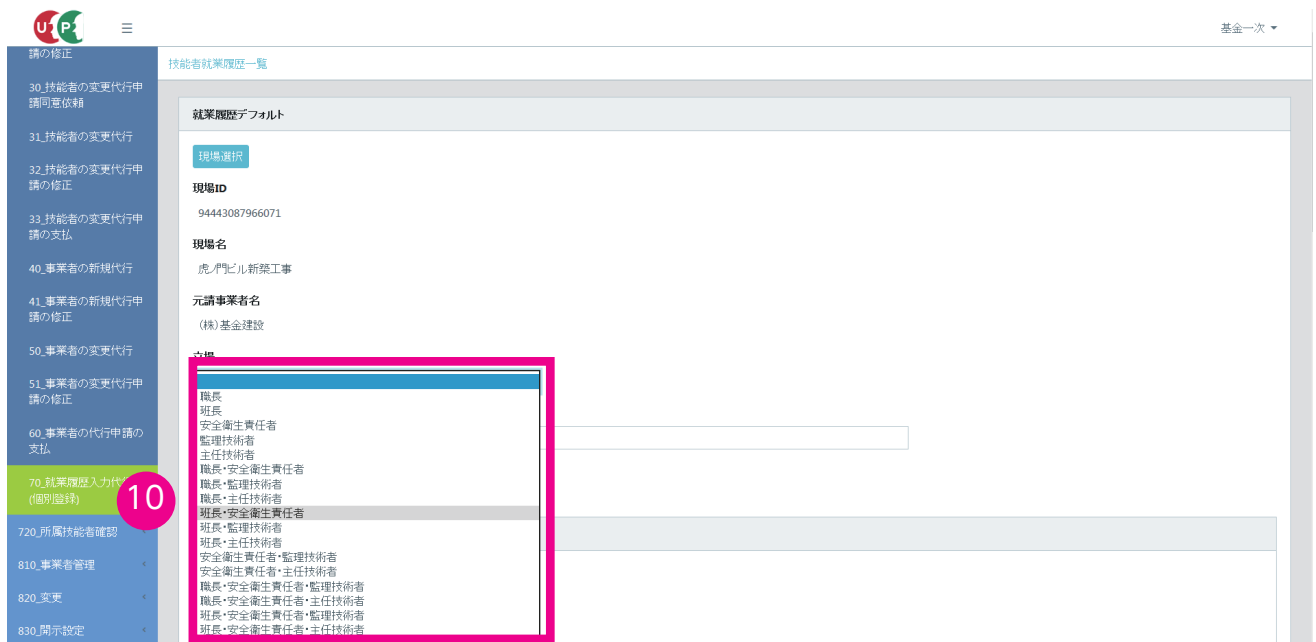 U P
基金一次
請の修正
30_技能者の変更代行申
請同意依頼
31_技能者の変更代行
32_技能者の変更代行申
請の修正
33_技能者の変更代行申
請の支払
40_事業者の新規代行
41_事業者の新規代行申
請の修正
50_事業者の変更代行
51_事業者の変更代行申
請の修正
60_事業者の代行申請の
支払
70_就業履歴入力代
(個別登録)
10
720_所属技能者確認
810_事業者管理
820_変更
830_開示設定
技能者就業履歴一覧
就業履歴デフォルト
現場選択
現場ID
94443087966071
現場名
虎ノ門ビル新築工事
元請事業者名
(株)基金建設
立場
職長
班長
安全衛生責任者
監理技術者
主任技術者
職長・安全衛生責任者
職長・監理技術者
職長・主任技術者
班長・安全衛生責任者
班長・監理技術者
班長・主任技術者
安全衛生責任者・監理技術者
安全衛生責任者・主任技術者
職長・安全衛生責任者・監理技術者
職長・安全衛生責任者・主任技術者
班長・安全衛生責任者・監理技術者
班長・安全衛生責任者・主任技術者